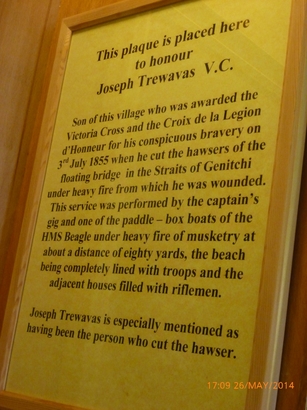 This plaque is placed here
to honour
Joseph Trewavas V.C.
Son of this village who was awarded the
Victoria Cross and the Croix de la Legion
d'Honneur for his conspicuous bravery on
3rd July 1855 when he cut the hawsers of the
floating bridge in the Straits of Genitchi
under heavy fire from which he was wounded.
This service was performed by the captain's
gig and one of the paddle – box boats of the
HMS Beagle under heavy fire of musketry at
about a distance of eighty yards, the beach
being completely lined with troops and the
adjacent houses filled with riflemen.
Joseph Trewavas is especially mentioned as
having been the person who cut the hawser.
17:09 26/MAY/2014